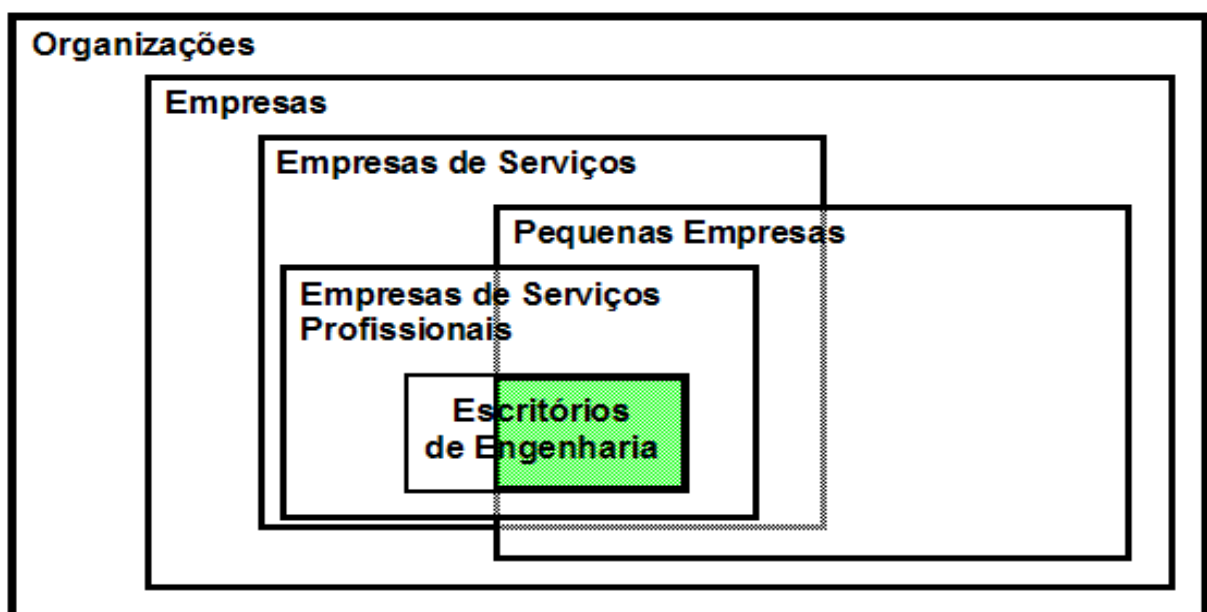 Organizações
Empresas
Empresas de Serviços
Pequenas Empresas
Empresas de Serviços
Profissionais
Escritórios
de Engenharia